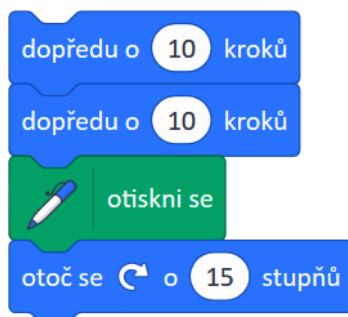 dopředu o 10 kroků
dopředu o 10 kroků
otiskni se
otoč se o 15 stupňů